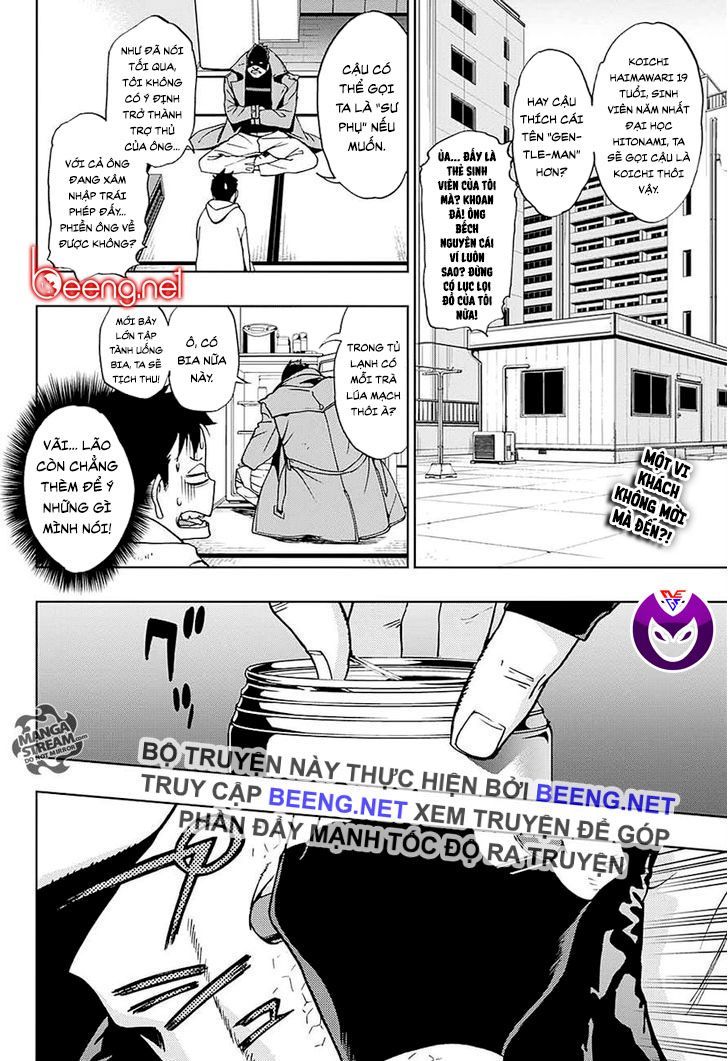 KOICHI
HAIMAWARI 19
TUỔI, SINH
VIÊN NĂM NHẤT
ĐẠI HỌC
HITONAMI, TA
SẼ GỌI CẬU LÀ
KOICHI THÔI
VẬY.
HAY CẬU
THÍCH CÁI
TÊN "GEN-
TLE-MAN"
HƠN?
ỦA... ĐẤY LÀ
THẺ SINH
VIÊN CỦA TÔI
MÀ? KHOAN
ĐÃ! ÔNG
BẾCH
NGUYÊN CÁI
VÍ LUÔN
SAO? ĐỪNG
CÓ LỤC LỌI
ĐỒ CỦA TÔI
NỮA!
MỘT VỊ
KHÁCH
KHÔNG MỜI
MÀ ĐẾN?!
CẬU CÓ
THỂ GỌI
TA LÀ "SƯ
PHỤ" NẾU
MUỐN.
NHƯ ĐÃ NÓI
TỐI QUA,
TÔI KHÔNG
CÓ Ý ĐỊNH
TRỞ THÀNH
TRỢ THỦ
CỦA ÔNG...
VỚI CẢ ÔNG
ĐANG XÂM
NHẬP TRÁI
PHÉP ĐẤY...
PHIỀN ÔNG VỀ
ĐƯỢC KHÔNG?
beeng.net
TRONG TỦ
LẠNH CÓ
MỖI TRÀ
LÚA MẠCH
THÔI À?
Ô, CÓ
BIA NỮA
NÀY.
MỚI BÂY
LỚN TẬP
TÀNH UỐNG
BIA, TA SẼ
TỊCH THU!
VÃI... LÃO
CÒN CHẲNG
THÈM ĐỂ Ý
NHỮNG GÌ
MÌNH NÓI!
MANGA
STREAM.com
DO NOT MIRROR
BỘ TRUYỆN NÀY THỰC HIỆN BỞI BEENG.NET
TRUY CẬP BEENG.NET XEM TRUYỆN ĐỂ GÓP
PHẦN ĐẨY MẠNH TỐC ĐỘ RA TRUYỆN